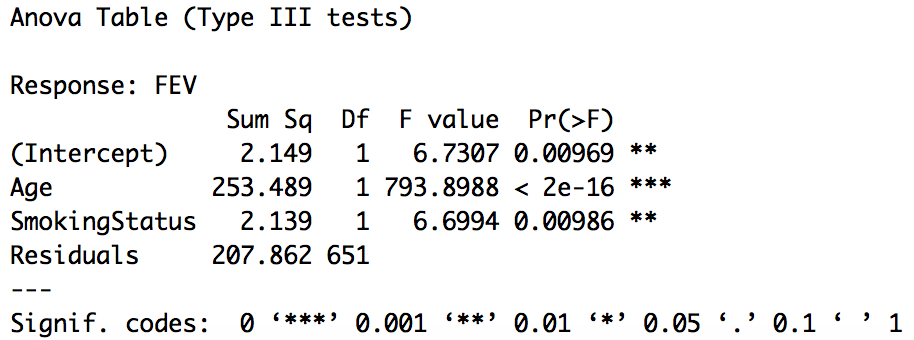 Anova Table (Type III tests)

Response: FEV
              Sum Sq  Df  F value  Pr(>F)
(Intercept)    2.149   1   6.7307 0.00969 **
Age          253.489   1 793.8988 < 2e-16 ***
SmokingStatus  2.139   1   6.6994 0.00986 **
Residuals    207.862 651
---
Signif. codes:  0 ‘***’ 0.001 ‘**’ 0.01 ‘*’ 0.05 ‘.’ 0.1 ‘ ’ 1